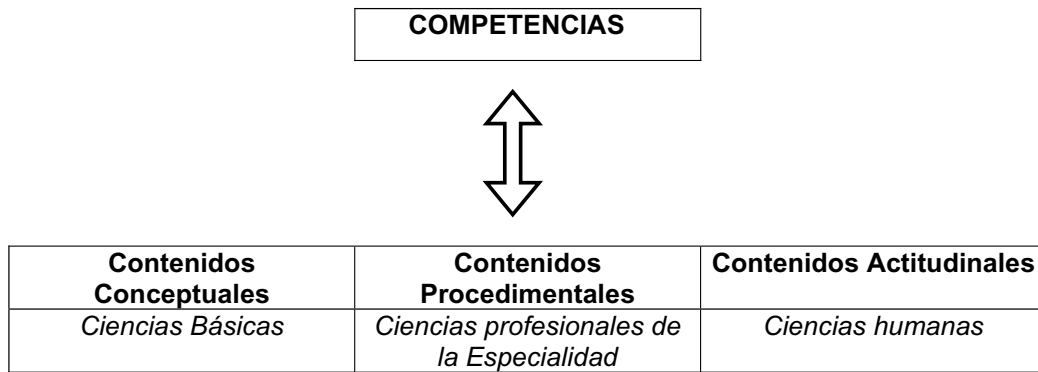 COMPETENCIAS
Contenidos
Conceptuales
Contenidos
Procedimentales
Contenidos Actitudinales
Ciencias Básicas
Ciencias profesionales de
la Especialidad
Ciencias humanas